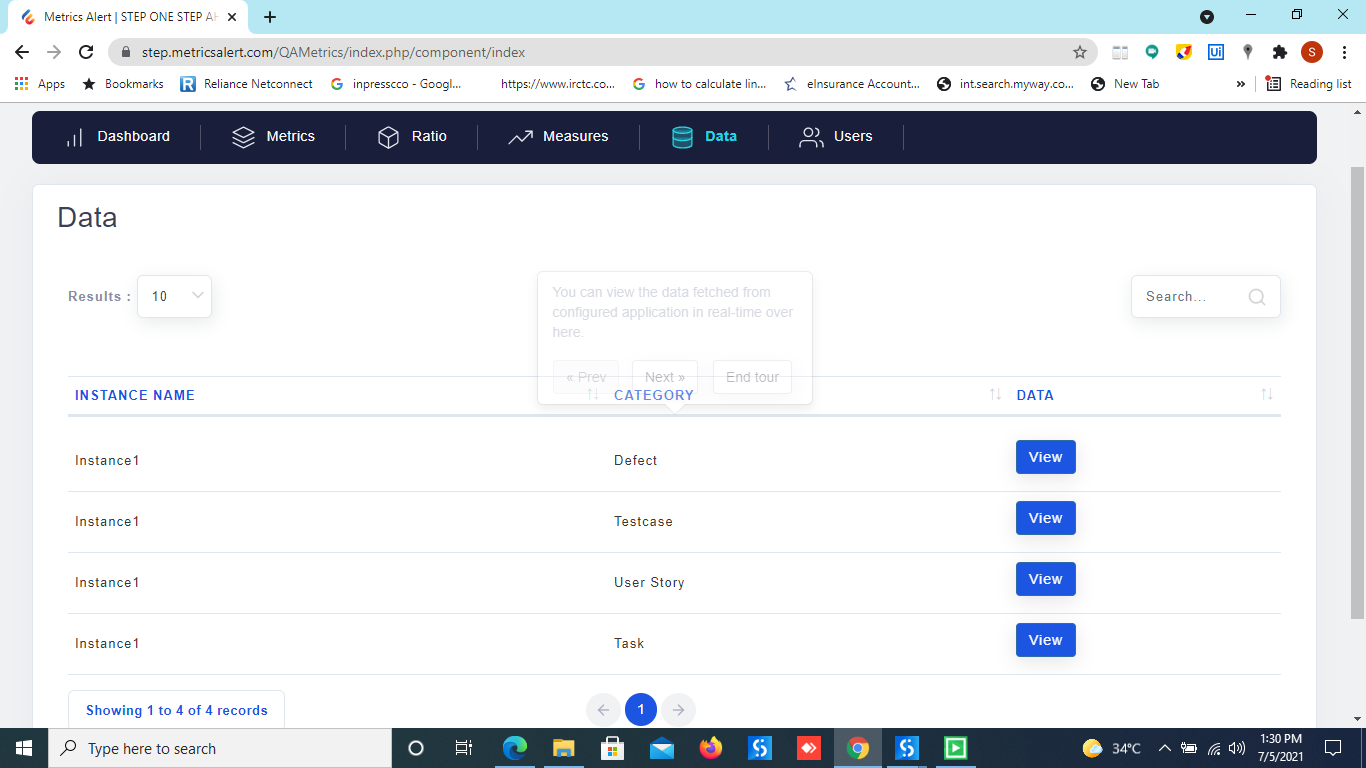 Metrics Alert | STEP ONE STEP AH
step.metricsalert.com/QAMetrics/index.php/component/index
S
Apps
Bookmarks
R
Reliance Netconnect
inpresscco - Googl...
https://www.irctc.co...
how to calculate lin...
eInsurance Account...
int.search.myway.co...
New Tab
»
Reading list
Dashboard
Metrics
Ratio
Measures
Data
Users
Data
Results :
10
Search...
You can view the data fetched from
configured application in real-time over
here.
« Prev
Next »
End tour
INSTANCE NAME
CATEGORY
DATA
Instance1
Defect
View
Instance1
Testcase
View
Instance1
User Story
View
Instance1
Task
View
Showing 1 to 4 of 4 records
1
Type here to search
34°C
1:30 PM
7/5/2021